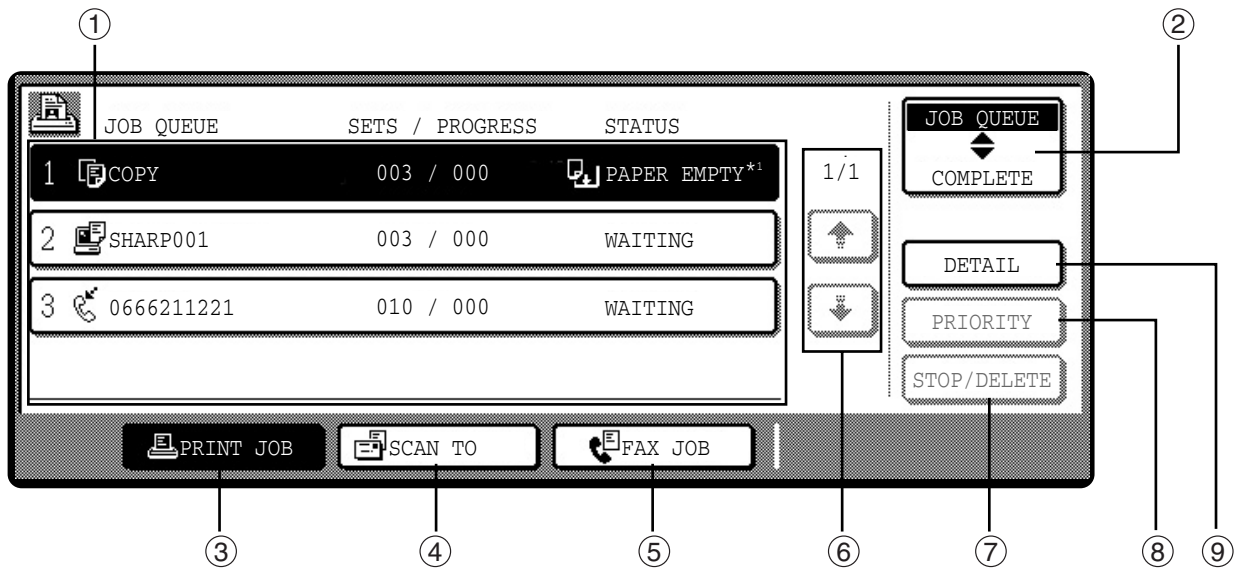 ① ②
JOB QUEUE SETS / PROGRESS STATUS
1 COPY 003 / 000 PAPER EMPTY*1
2 SHARP001 003 / 000 WAITING
3 0666211221 010 / 000 WAITING
1/1
JOB QUEUE
COMPLETE
DETAIL
PRIORITY
STOP/DELETE
PRINT JOB SCAN TO FAX JOB
③ ④ ⑤ ⑥ ⑦ ⑧ ⑨